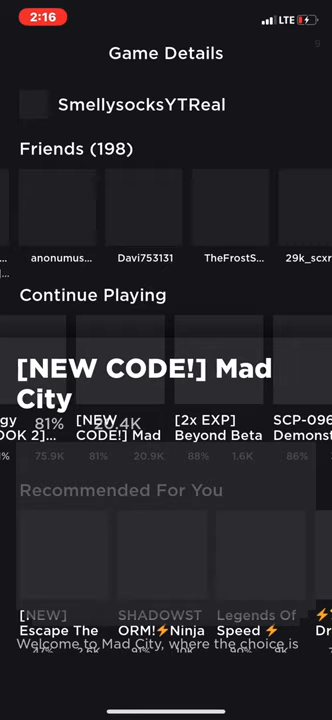 2:16
LTE
Game Details
SmellysocksYTReal
Friends (198)
anonumus...
Davi753131
TheFrostS...
29k_scxr
Continue Playing
[NEW CODE!] Mad
City
81% 20.4K
[NEW
CODE!] Mad
[2x EXP]
Beyond Beta
SCP-096
Demonst
75.9K
81% 20.9K
88% 1.6K
86%
Recommended For You
[NEW]
Escape The
SHADOWST
ORM!⚡Ninja
Legends Of
Speed ⚡
Welcome to Mad City, where the choice is